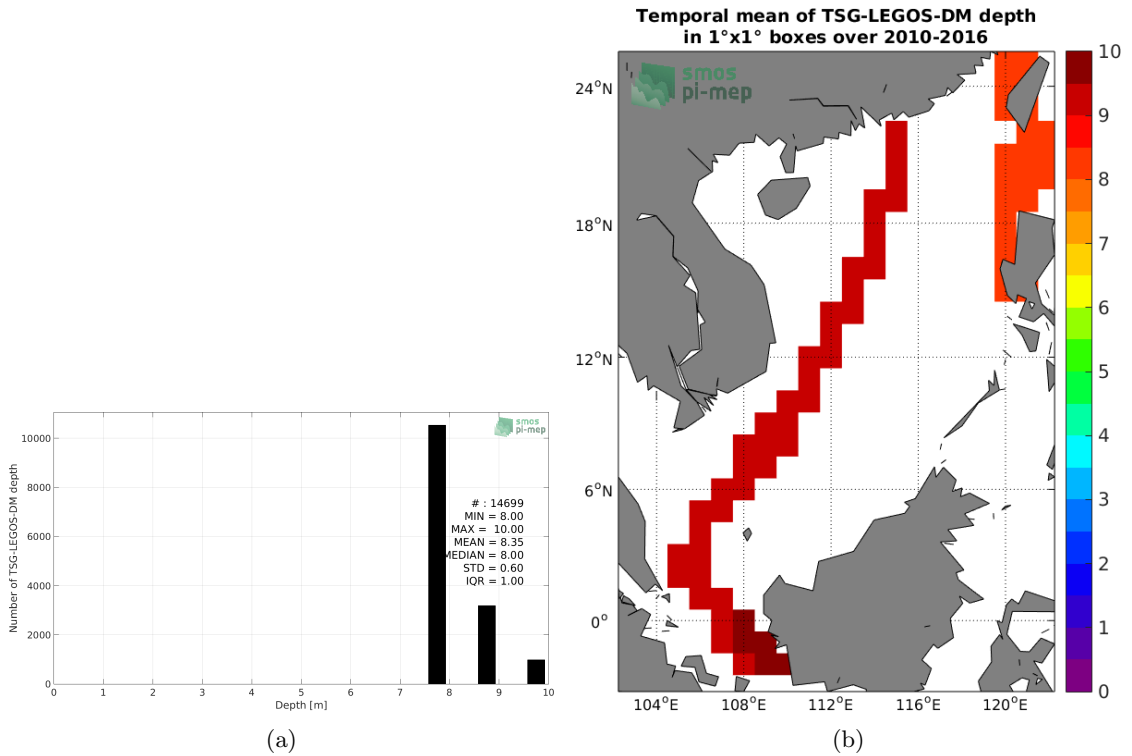 Temporal mean of TSG-LEGOS-DM depth
in 1°x1° boxes over 2010-2016
smos
pi-mep
24°N
18°N
12°N
6°N
0°
104°E
108°E
112°E
116°E
120°E
10
9
8
7
6
5
4
3
2
1
0
smos
pi-mep
Number of TSG-LEGOS-DM depth
10000
8000
6000
4000
2000
0
# : 14699
MIN = 8.00
MAX = 10.00
MEAN = 8.35
MEDIAN = 8.00
STD = 0.60
IQR = 1.00
0 1 2 3 4 5 6 7 8 9 10
Depth [m]
(a)
(b)